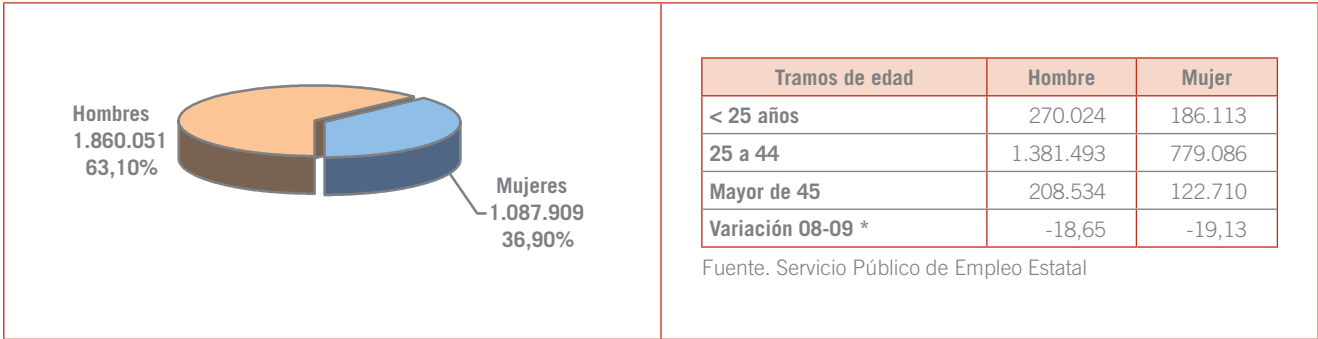 Hombres
1.860.051
63,10%
Mujeres
1.087.909
36,90%
Tramos de edad Hombre Mujer
< 25 años 270.024 186.113
25 a 44 1.381.493 779.086
Mayor de 45 208.534 122.710
Variación 08-09 * -18,65 -19,13
Fuente. Servicio Público de Empleo Estatal